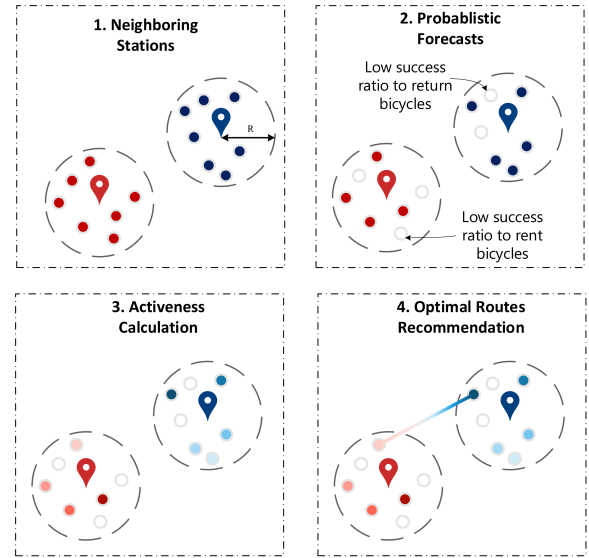 1. Neighboring
Stations
R
2. Probablistic
Forecasts
Low success
ratio to return
bicycles
Low success
ratio to rent
bicycles
3. Activeness
Calculation
4. Optimal Routes
Recommendation